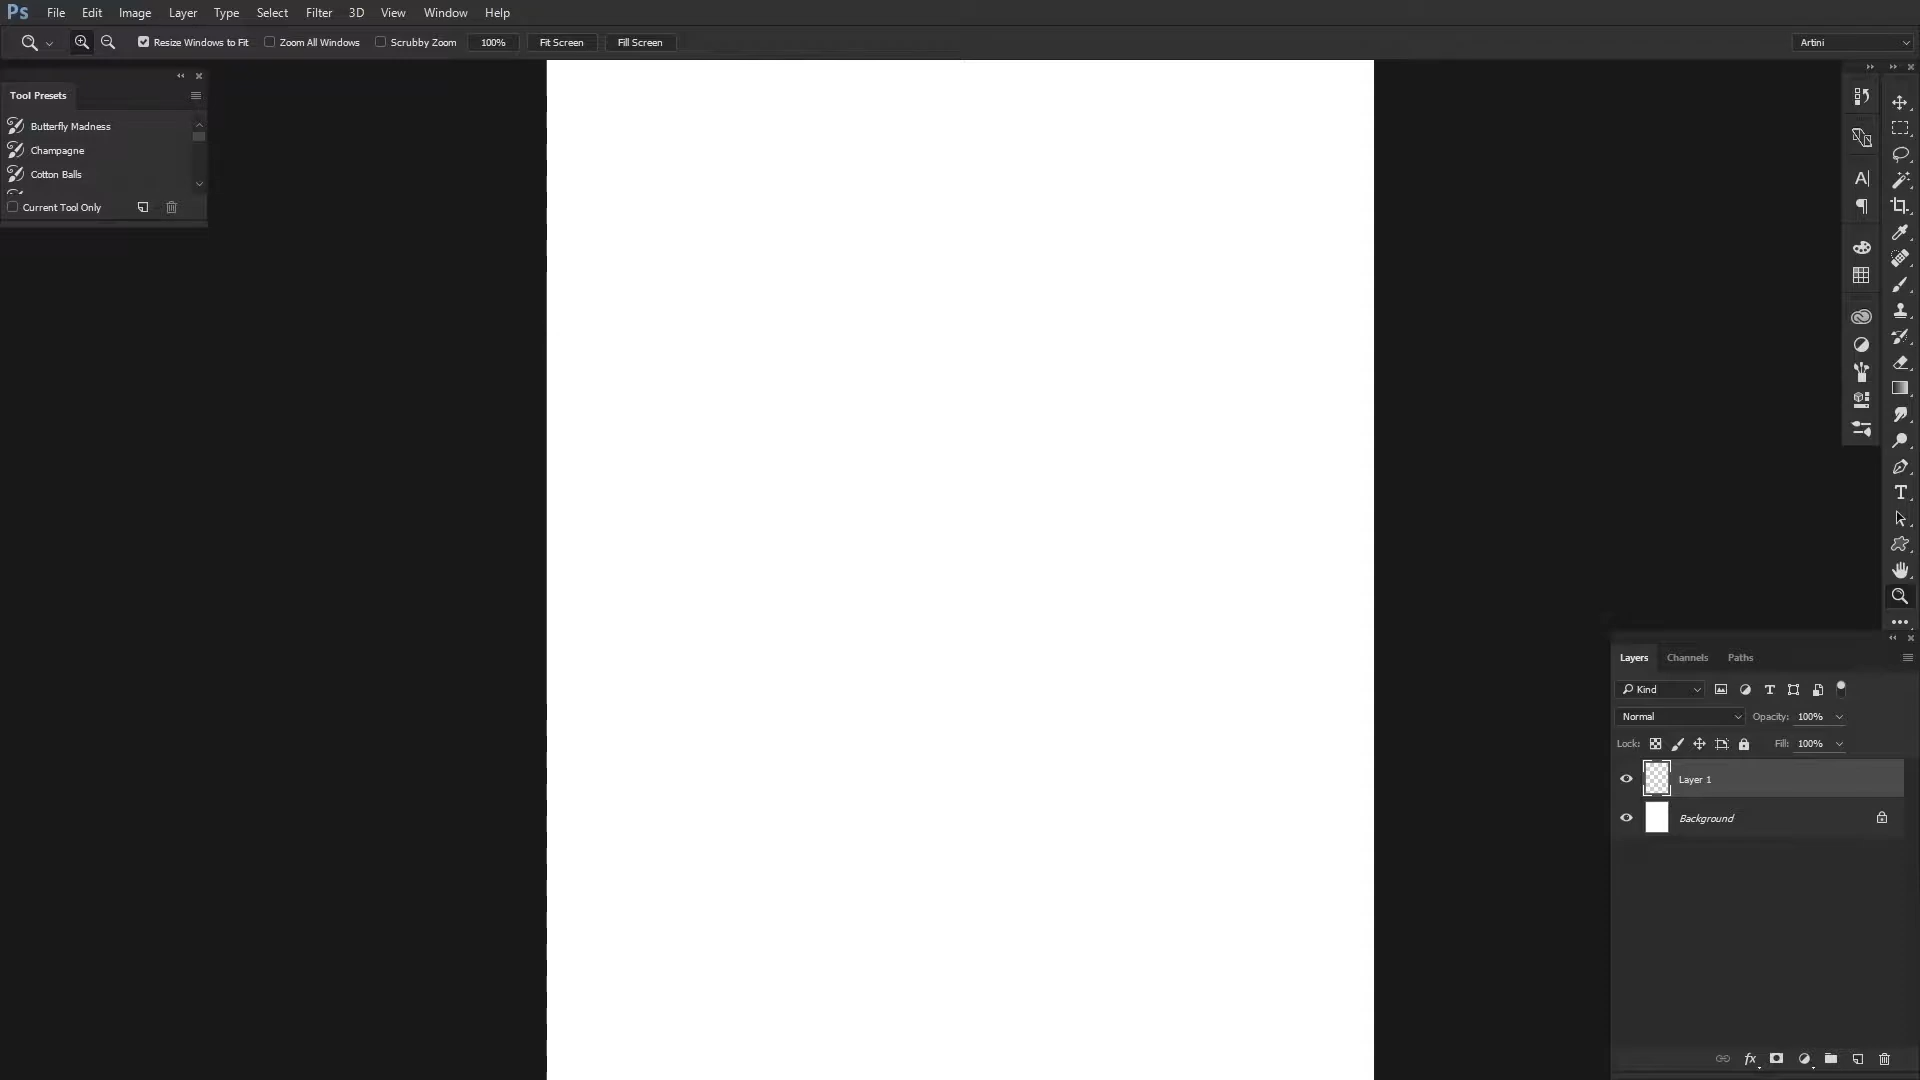 Ps File Edit Image Layer Type Select Filter 3D View Window Help
Resize Windows to Fit Zoom All Windows Scrubby Zoom 100% Fit Screen Fill Screen Artini
Tool Presets
Butterfly Madness
Champagne
Cotton Balls
Current Tool Only
Layers Channels Paths
Kind
Normal Opacity: 100%
Lock: Fill: 100%
Layer 1
Background
fx